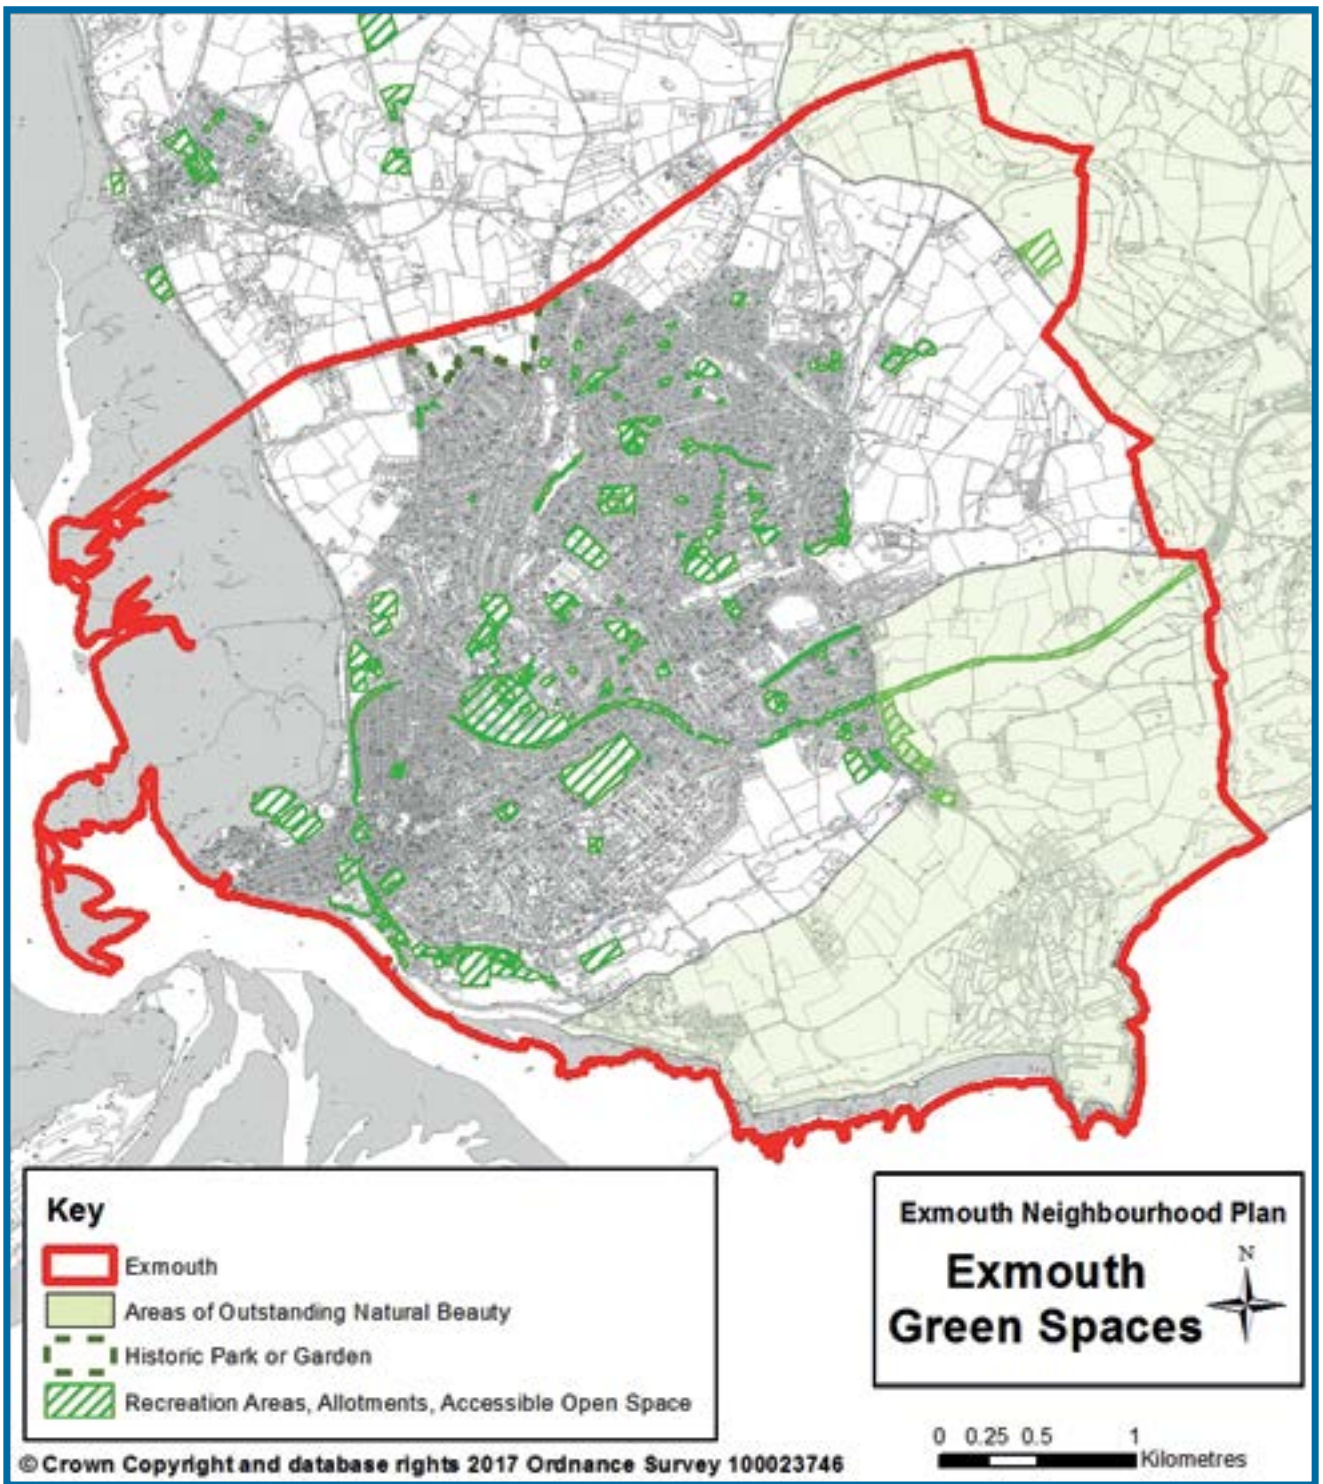 Key
Exmouth
Areas of Outstanding Natural Beauty
Historic Park or Garden
Recreation Areas, Allotments, Accessible Open Space
Exmouth Neighbourhood Plan
Exmouth
Green Spaces
N
0 0.25 0.5 1
Kilometres
© Crown Copyright and database rights 2017 Ordnance Survey 100023746